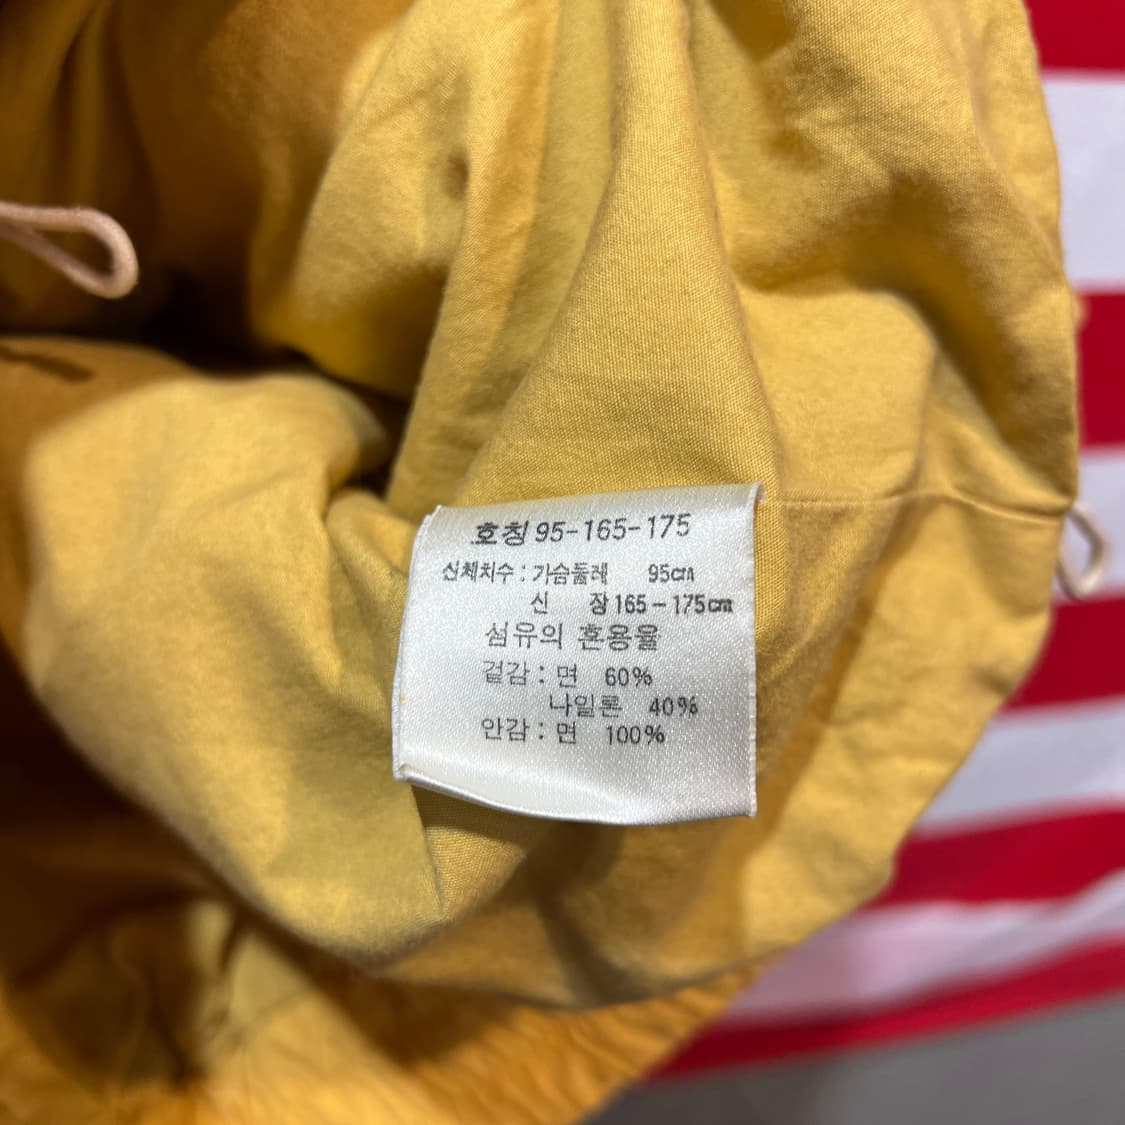 호칭 95-165-175
신체치수 : 가슴둘레 95cm
신 장 165 - 175cm
섬유의 혼용율
겉감 : 면 60%
나일론 40%
안감 : 면 100%